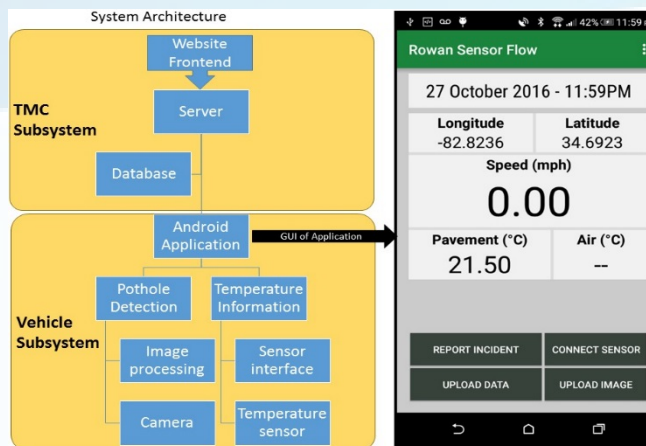 System Architecture
Website
Frontend
TMC
Subsystem
Server
Database
Android
Application
GUI of Application
Pothole
Detection
Temperature
Information
Vehicle
Subsystem
Image
processing
Sensor
interface
Camera
Temperature
sensor
42% 11:59
Rowan Sensor Flow
27 October 2016 - 11:59PM
Longitude
-82.8236
Latitude
34.6923
Speed (mph)
0.00
Pavement (°C)
21.50
Air (°C)
--
REPORT INCIDENT
CONNECT SENSOR
UPLOAD DATA
UPLOAD IMAGE